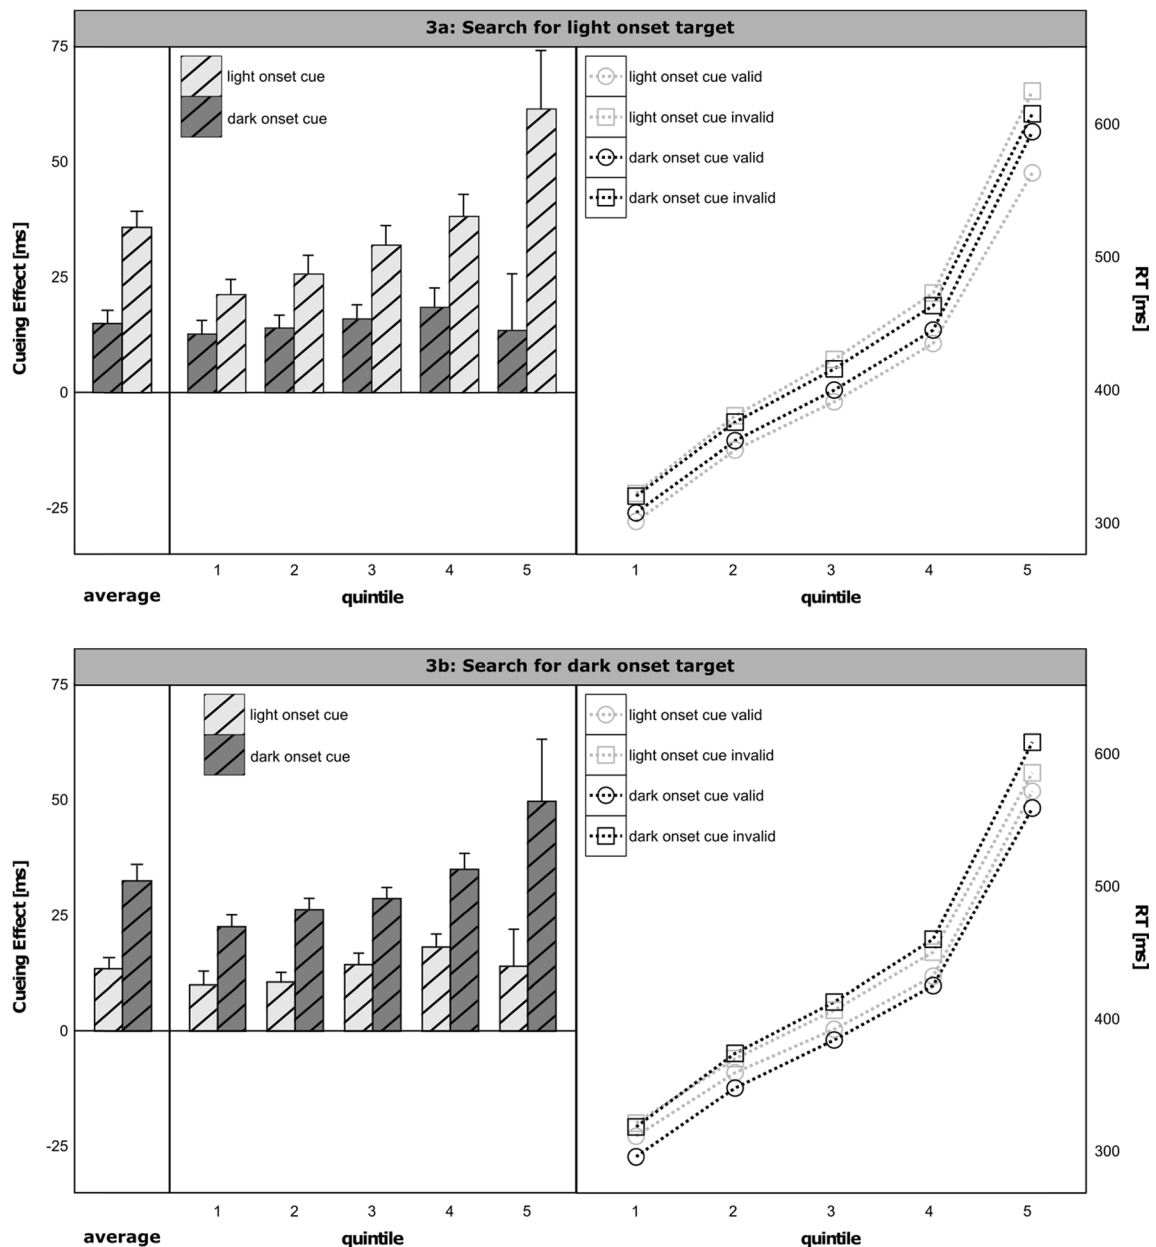 3a: Search for light onset target
75
50
25
0
-25
Cueing Effect [ms]
light onset cue
dark onset cue
light onset cue valid
light onset cue invalid
dark onset cue valid
dark onset cue invalid
600
500
400
300
RT [ms]
1 2 3 4 5
1 2 3 4 5
average
quintile
quintile
3b: Search for dark onset target
75
50
25
0
-25
Cueing Effect [ms]
light onset cue
dark onset cue
light onset cue valid
light onset cue invalid
dark onset cue valid
dark onset cue invalid
600
500
400
300
RT [ms]
1 2 3 4 5
1 2 3 4 5
average
quintile
quintile